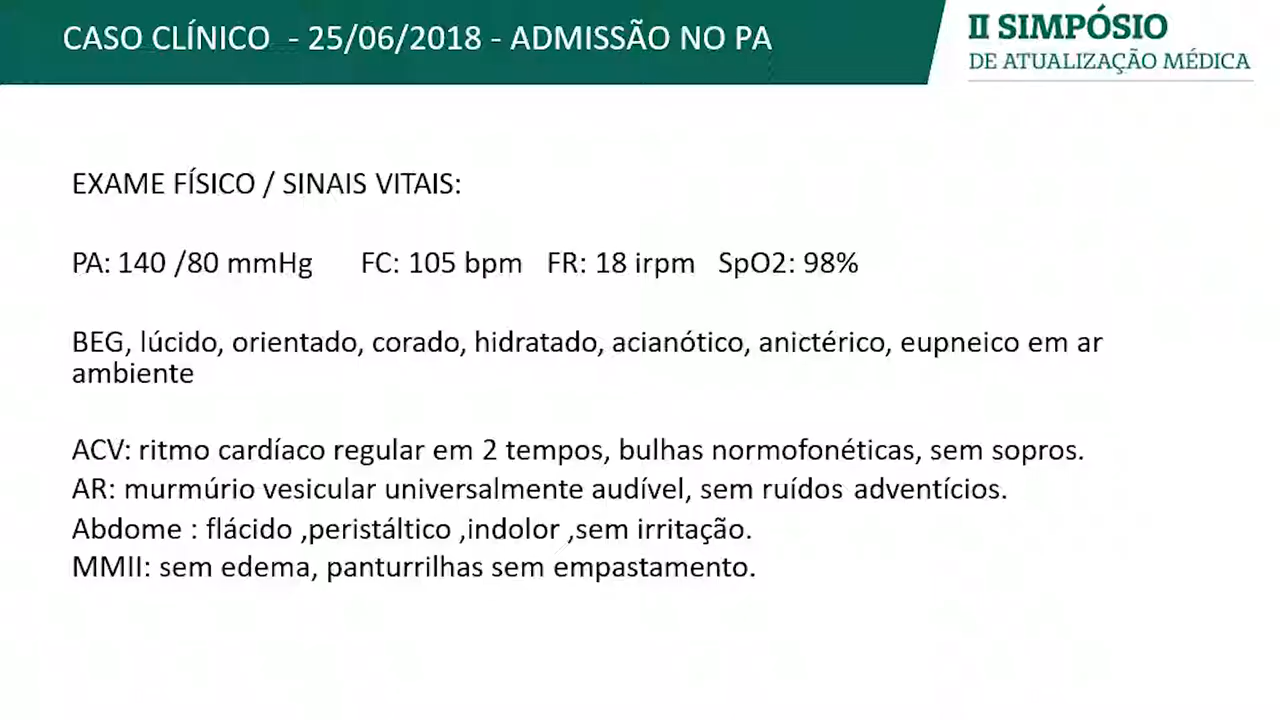 CASO CLÍNICO - 25/06/2018 - ADMISSÃO NO PA
II SIMPÓSIO
DE ATUALIZAÇÃO MÉDICA
EXAME FÍSICO / SINAIS VITAIS:
PA: 140 /80 mmHg FC: 105 bpm FR: 18 irpm SpO2: 98%
BEG, lúcido, orientado, corado, hidratado, acianótico, anictérico, eupneico em ar
ambiente
ACV: ritmo cardíaco regular em 2 tempos, bulhas normofonéticas, sem sopros.
AR: murmúrio vesicular universalmente audível, sem ruídos adventícios.
Abdome : flácido ,peristáltico ,indolor ,sem irritação.
MMII: sem edema, panturrilhas sem empastamento.